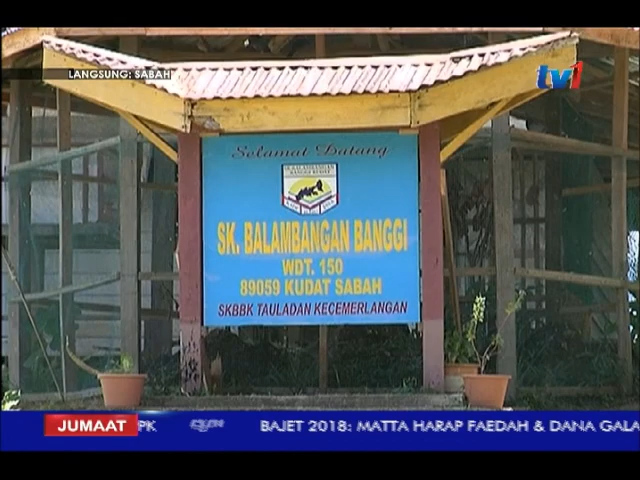 LANGSUNG: SABAH
tv1
Selamat Datang
SK. BALAMBANGAN BANGGI
WDT. 150
89059 KUDAT SABAH
SKBBK TAULADAN KECEMERLANGAN
JUMAAT PK BAJET 2018: MATTA HARAP FAEDAH & DANA GALA